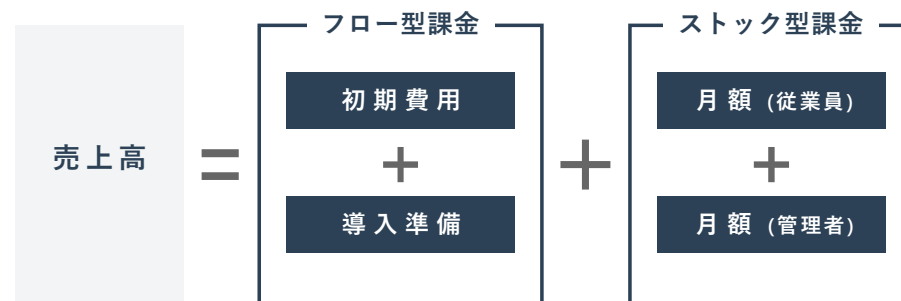 売上高
=
フロー型課金
初期費用
+
導入準備
+
ストック型課金
月額 (従業員)
+
月額 (管理者)